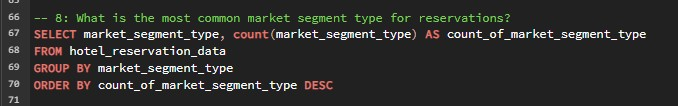 66 -- 8: What is the most common market segment type for reservations?
67 SELECT market_segment_type, count(market_segment_type) AS count_of_market_segment_type
68 FROM hotel_reservation_data
69 GROUP BY market_segment_type
70 ORDER BY count_of_market_segment_type DESC
71